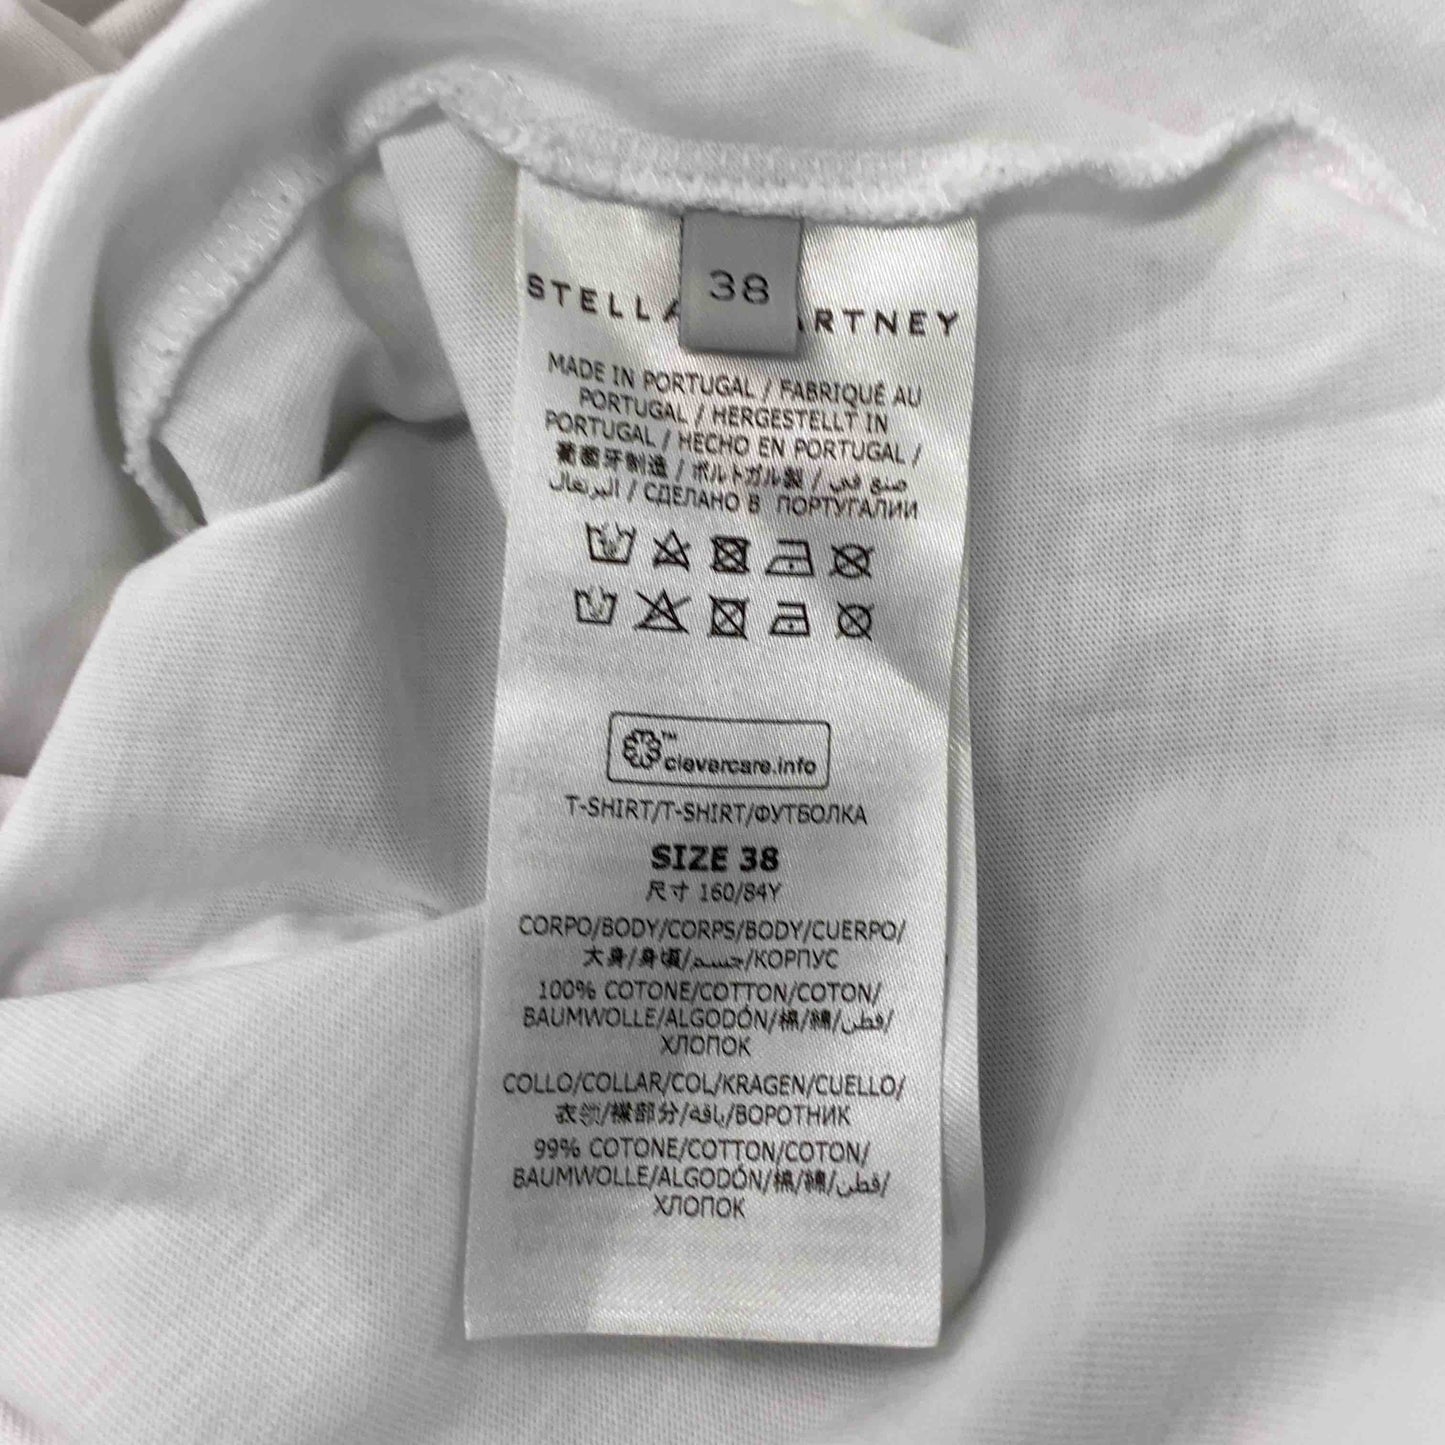 38
STELLA RTNEY
MADE IN PORTUGAL / FABRIQUÉ AU
PORTUGAL / HERGESTELLT IN
PORTUGAL / HECHO EN PORTUGAL /
葡萄牙制造 / ポルトガル製 / صنع في
البرتغال / СДЕЛАНО В ПОРТУГАЛИИ
clevercare.info
T-SHIRT/T-SHIRT/ФУТБОЛКА
SIZE 38
尺寸 160/84Y
CORPO/BODY/CORPS/BODY/CUERPO/
大身/身頃/جسم/КОРПУС
100% COTONE/COTTON/COTON/
BAUMWOLLE/ALGODÓN/棉/綿/قطن/
ХЛОПОК
COLLO/COLLAR/COL/KRAGEN/CUELLO/
衣领/襟部分/ياقة/ВОРОТНИК
99% COTONE/COTTON/COTON/
BAUMWOLLE/ALGODÓN/棉/綿/قطن/
ХЛОПОК